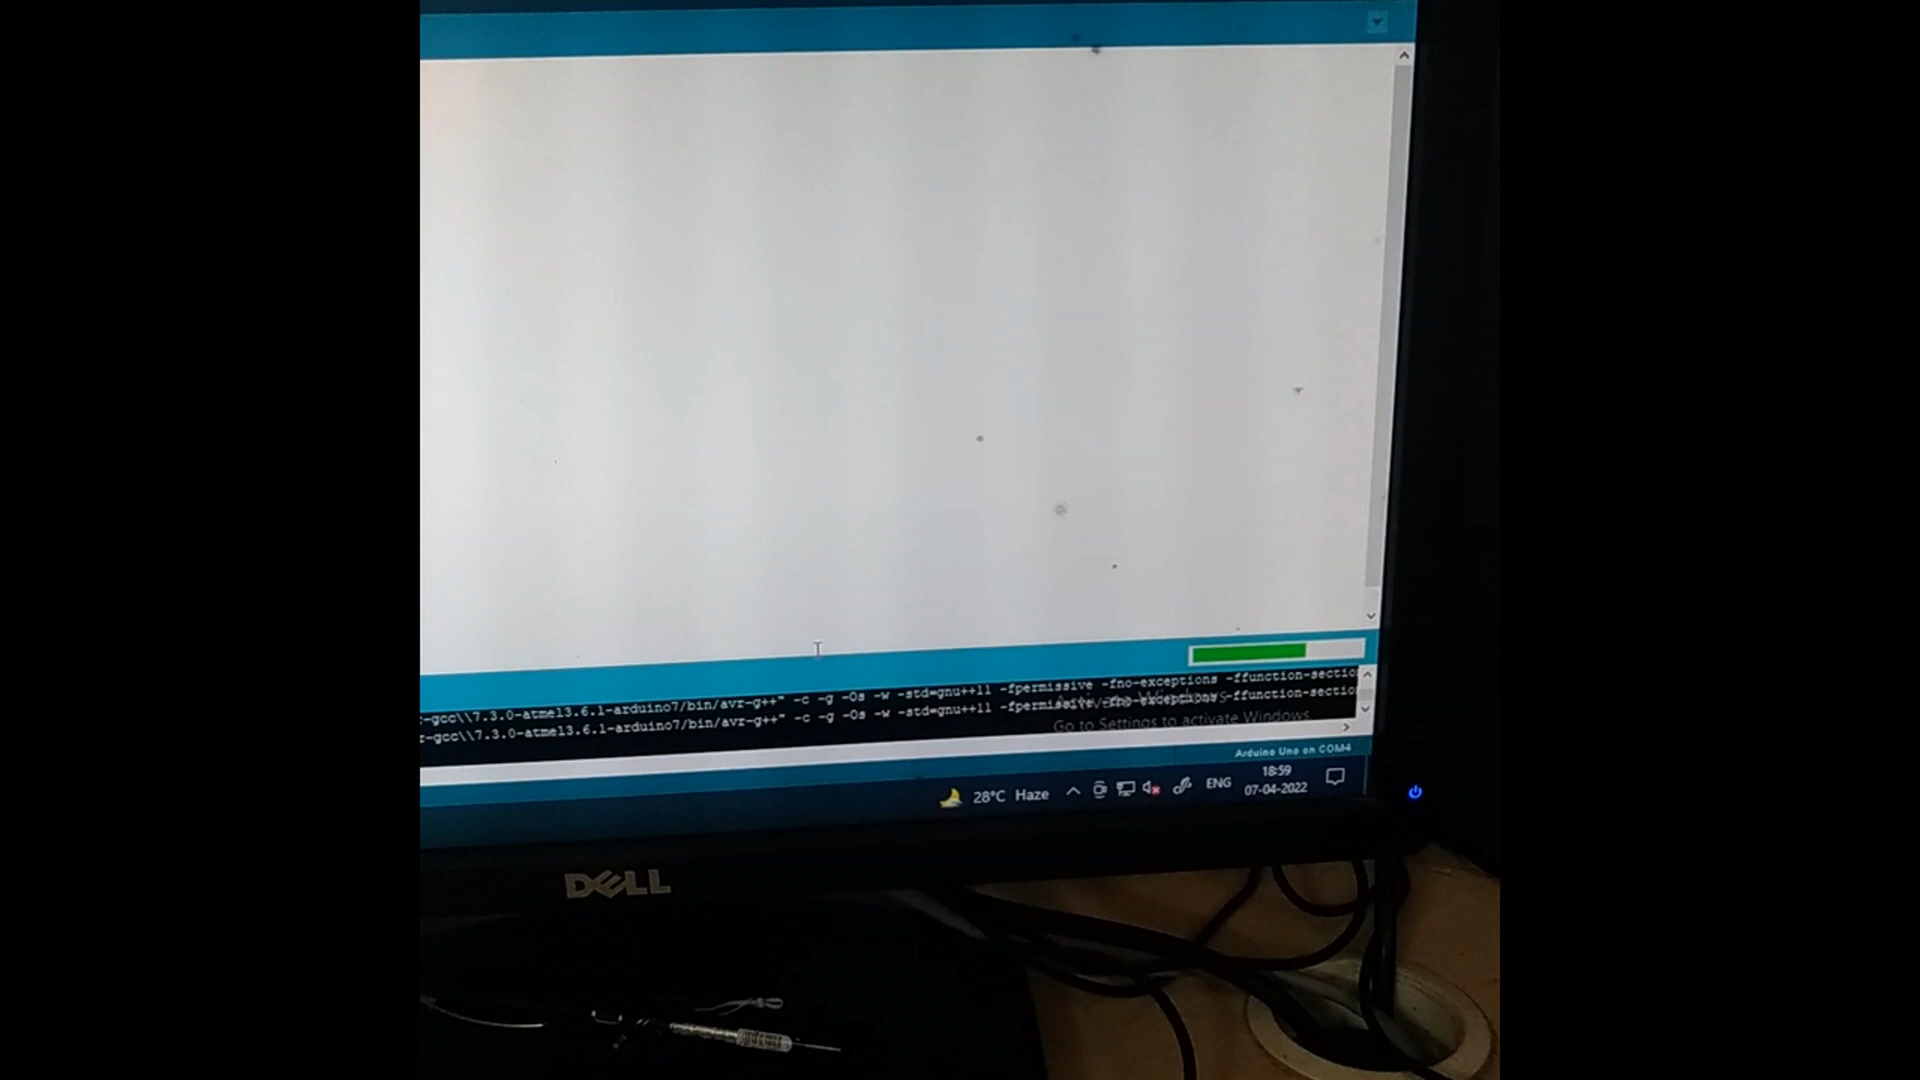 r-gcc\\7.3.0-atmel3.6.1-arduino7/bin/avr-g++" -c -g -Os -w -std=gnu++11 -fpermissive -fno-exceptions -ffunction-sectio
r-gcc\\7.3.0-atmel3.6.1-arduino7/bin/avr-g++" -c -g -Os -w -std=gnu++11 -fpermissive -fno-exceptions -ffunction-sectio
Activate Windows
Go to Settings to activate Windows.
Arduino Uno on COM4
28°C Haze
ENG
18:59
07-04-2022
DELL